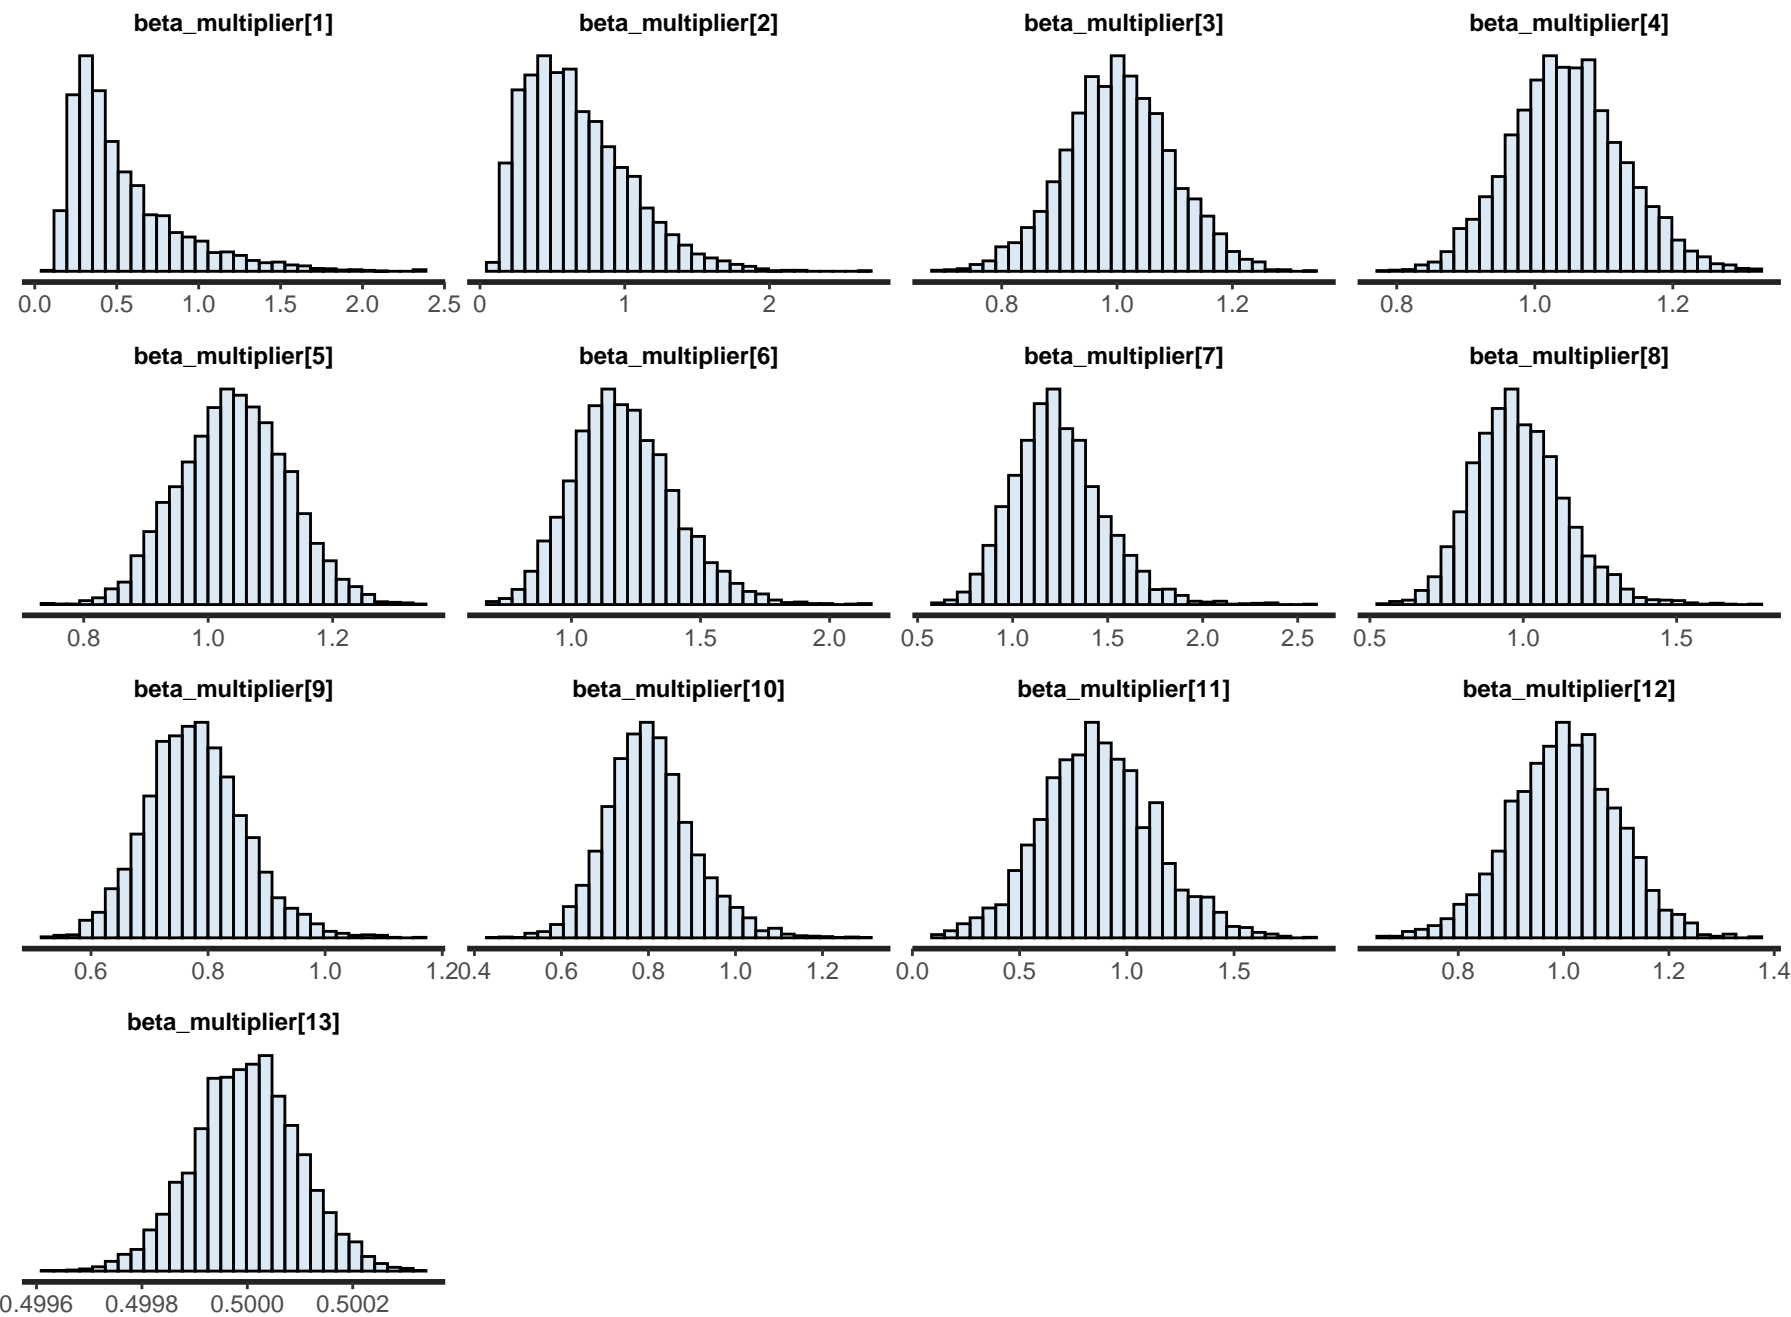 beta_multiplier[1] beta_multiplier[2] beta_multiplier[3] beta_multiplier[4]
0.0 0.5 1.0 1.5 2.0 2.5 0 1 2 0.8 1.0 1.2 0.8 1.0 1.2
beta_multiplier[5] beta_multiplier[6] beta_multiplier[7] beta_multiplier[8]
0.8 1.0 1.2 1.0 1.5 2.0 0.5 1.0 1.5 2.0 2.5 0.5 1.0 1.5
beta_multiplier[9] beta_multiplier[10] beta_multiplier[11] beta_multiplier[12]
0.6 0.8 1.0 1.2 0.4 0.6 0.8 1.0 1.2 0.0 0.5 1.0 1.5 0.8 1.0 1.2 1.4
beta_multiplier[13]
0.4996 0.4998 0.5000 0.5002